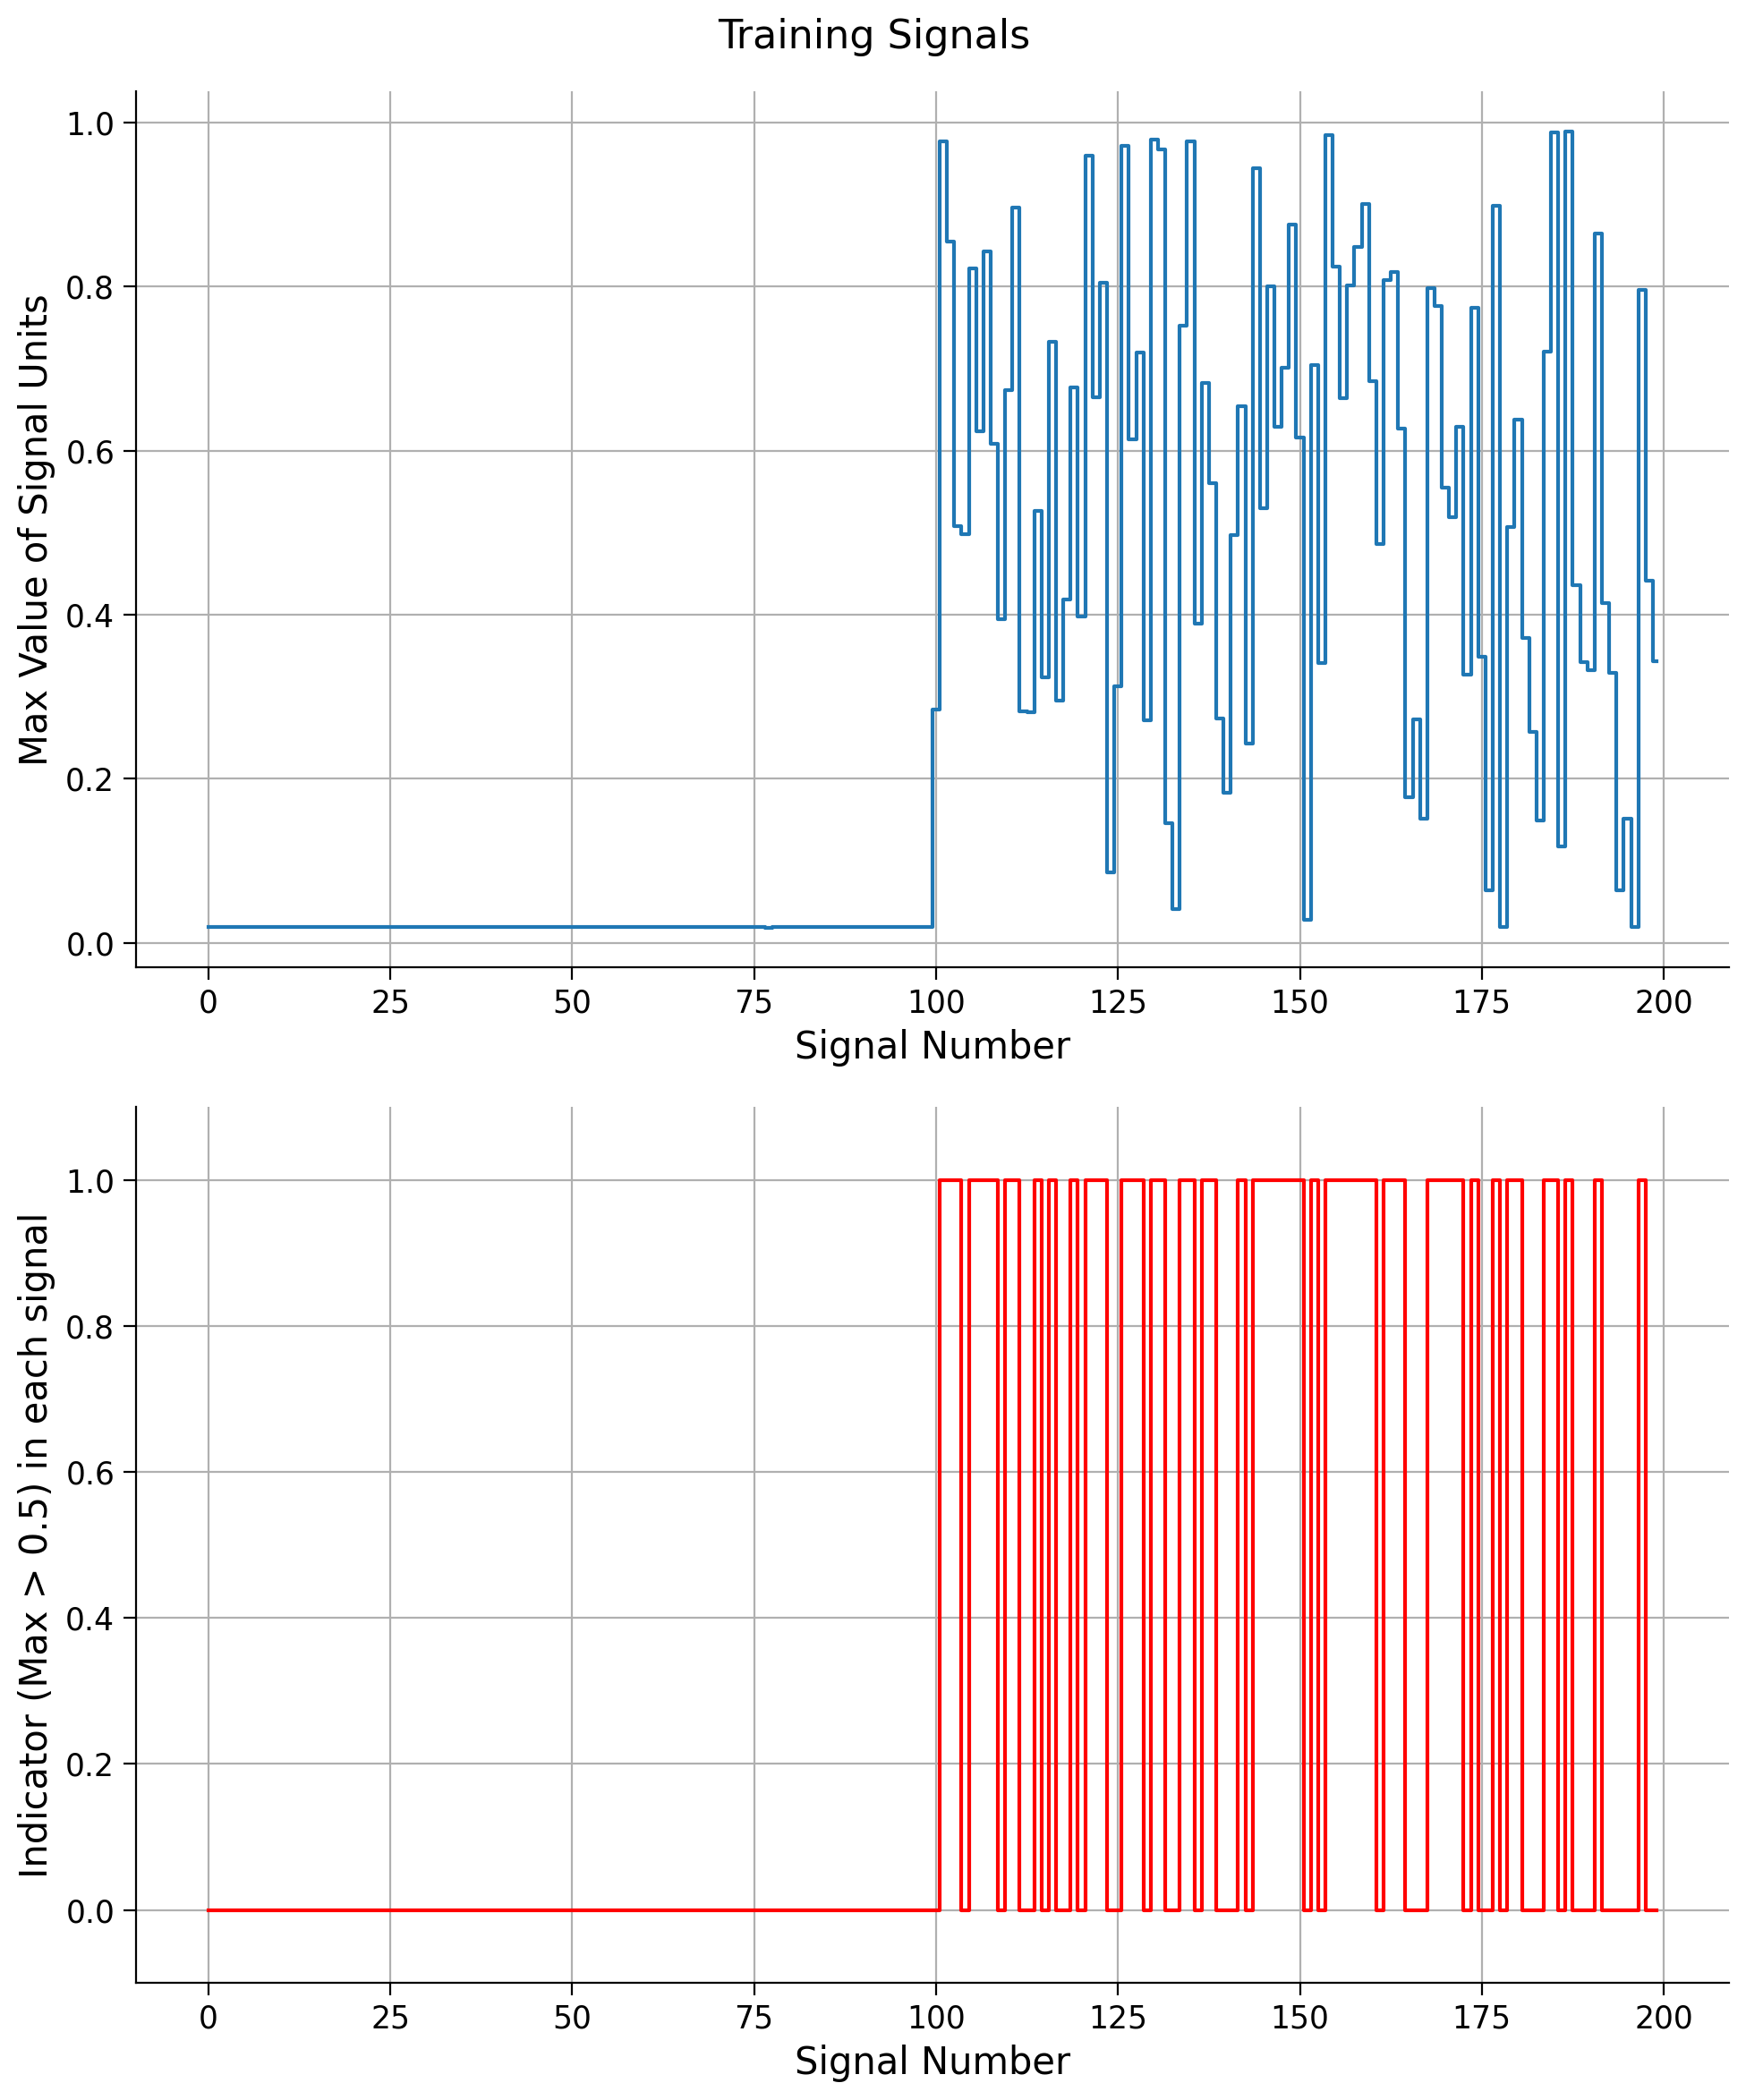 Training Signals
1.0
0.8
0.6
0.4
0.2
0.0
Max Value of Signal Units
0 25 50 75 100 125 150 175 200
Signal Number
1.0
0.8
0.6
0.4
0.2
0.0
Indicator (Max > 0.5) in each signal
0 25 50 75 100 125 150 175 200
Signal Number